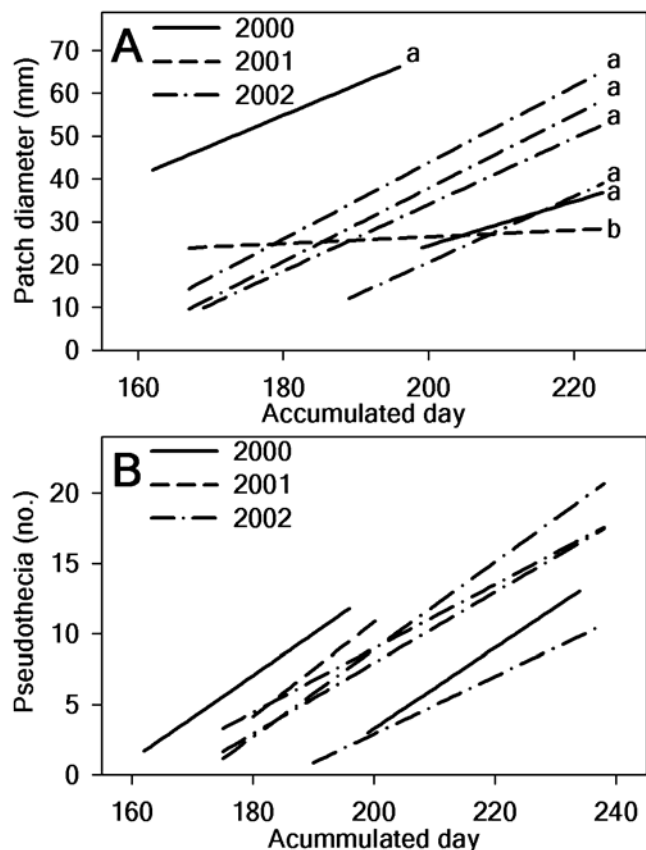 A
2000
2001
2002
Patch diameter (mm)
70
60
50
40
30
20
10
0
a
a
a
a
a
a
b
160 180 200 220
Accumulated day
B
2000
2001
2002
Pseudothecia (no.)
20
15
10
5
0
160 180 200 220 240
Acummulated day